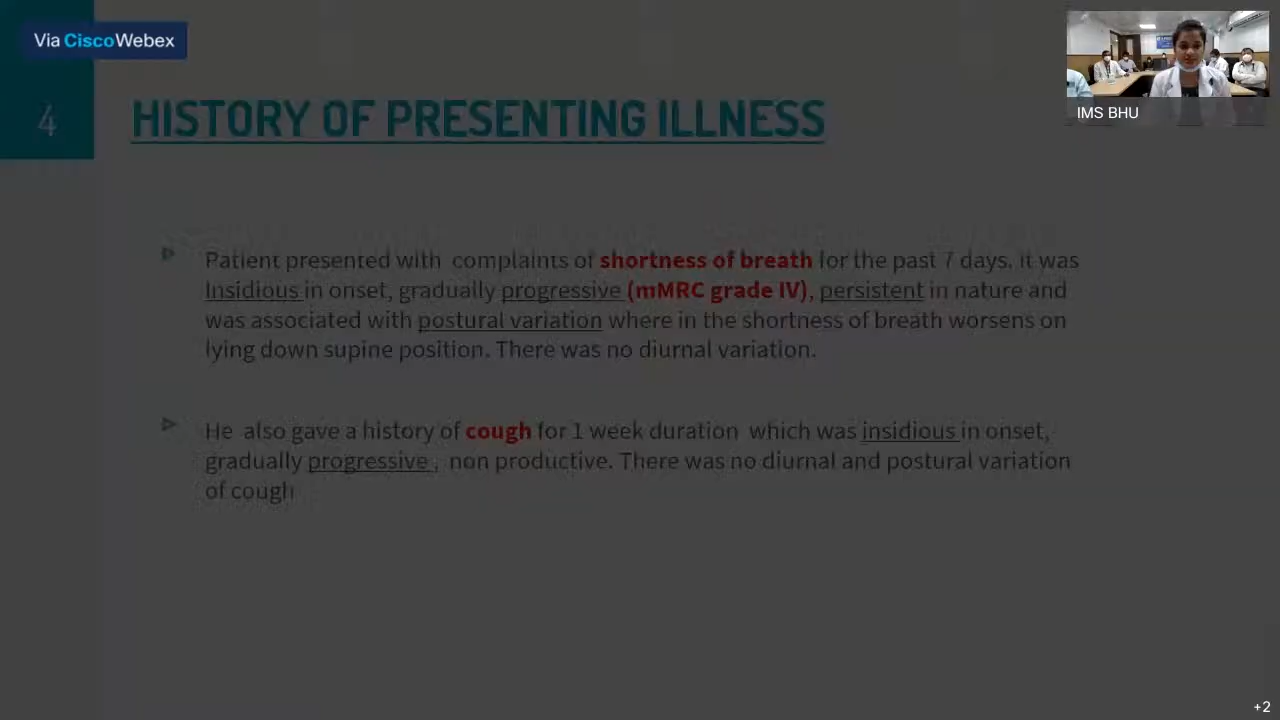 Via CiscoWebex
4
HISTORY OF PRESENTING ILLNESS
IMS BHU
Patient presented with complaints of shortness of breath for the past 7 days. It was
Insidious in onset, gradually progressive (mMRC grade IV), persistent in nature and
was associated with postural variation where in the shortness of breath worsens on
lying down supine position. There was no diurnal variation.
He also gave a history of cough for 1 week duration which was insidious in onset,
gradually progressive , non productive. There was no diurnal and postural variation
of cough
+2